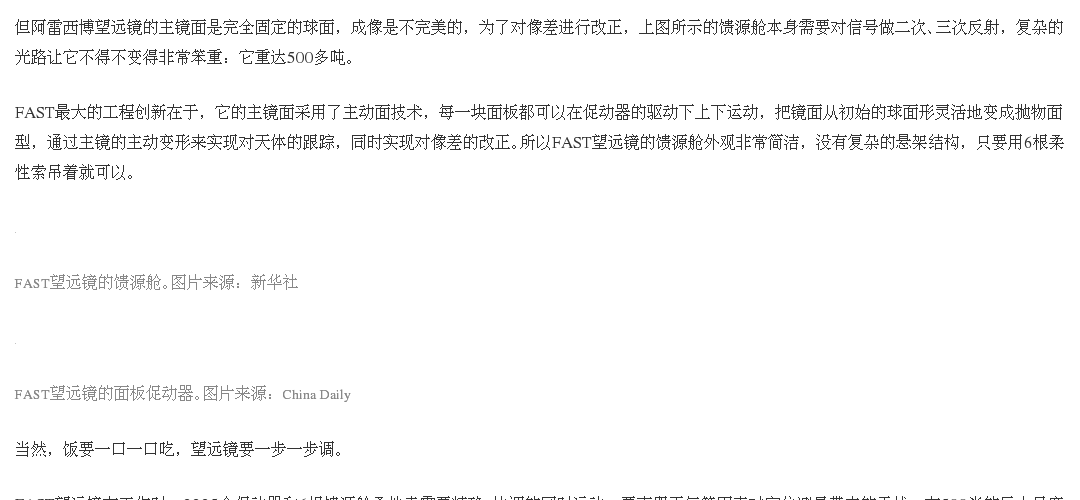 但阿雷西博望远镜的主镜面是完全固定的球面，成像是不完美的，为了对像差进行改正，上图所示的馈源舱本身需要对信号做二次、三次反射，复杂的
光路让它不得不变得非常笨重：它重达500多吨。
FAST最大的工程创新在于，它的主镜面采用了主动面技术，每一块面板都可以在促动器的驱动下上下运动，把镜面从初始的球面形灵活地变成抛物面
型，通过主镜的主动变形来实现对天体的跟踪，同时实现对像差的改正。所以FAST望远镜的馈源舱外观非常简洁，没有复杂的悬架结构，只要用6根柔
性索吊着就可以。
FAST望远镜的馈源舱。图片来源：新华社
FAST望远镜的面板促动器。图片来源：China Daily
当然，饭要一口一口吃，望远镜要一步一步调。